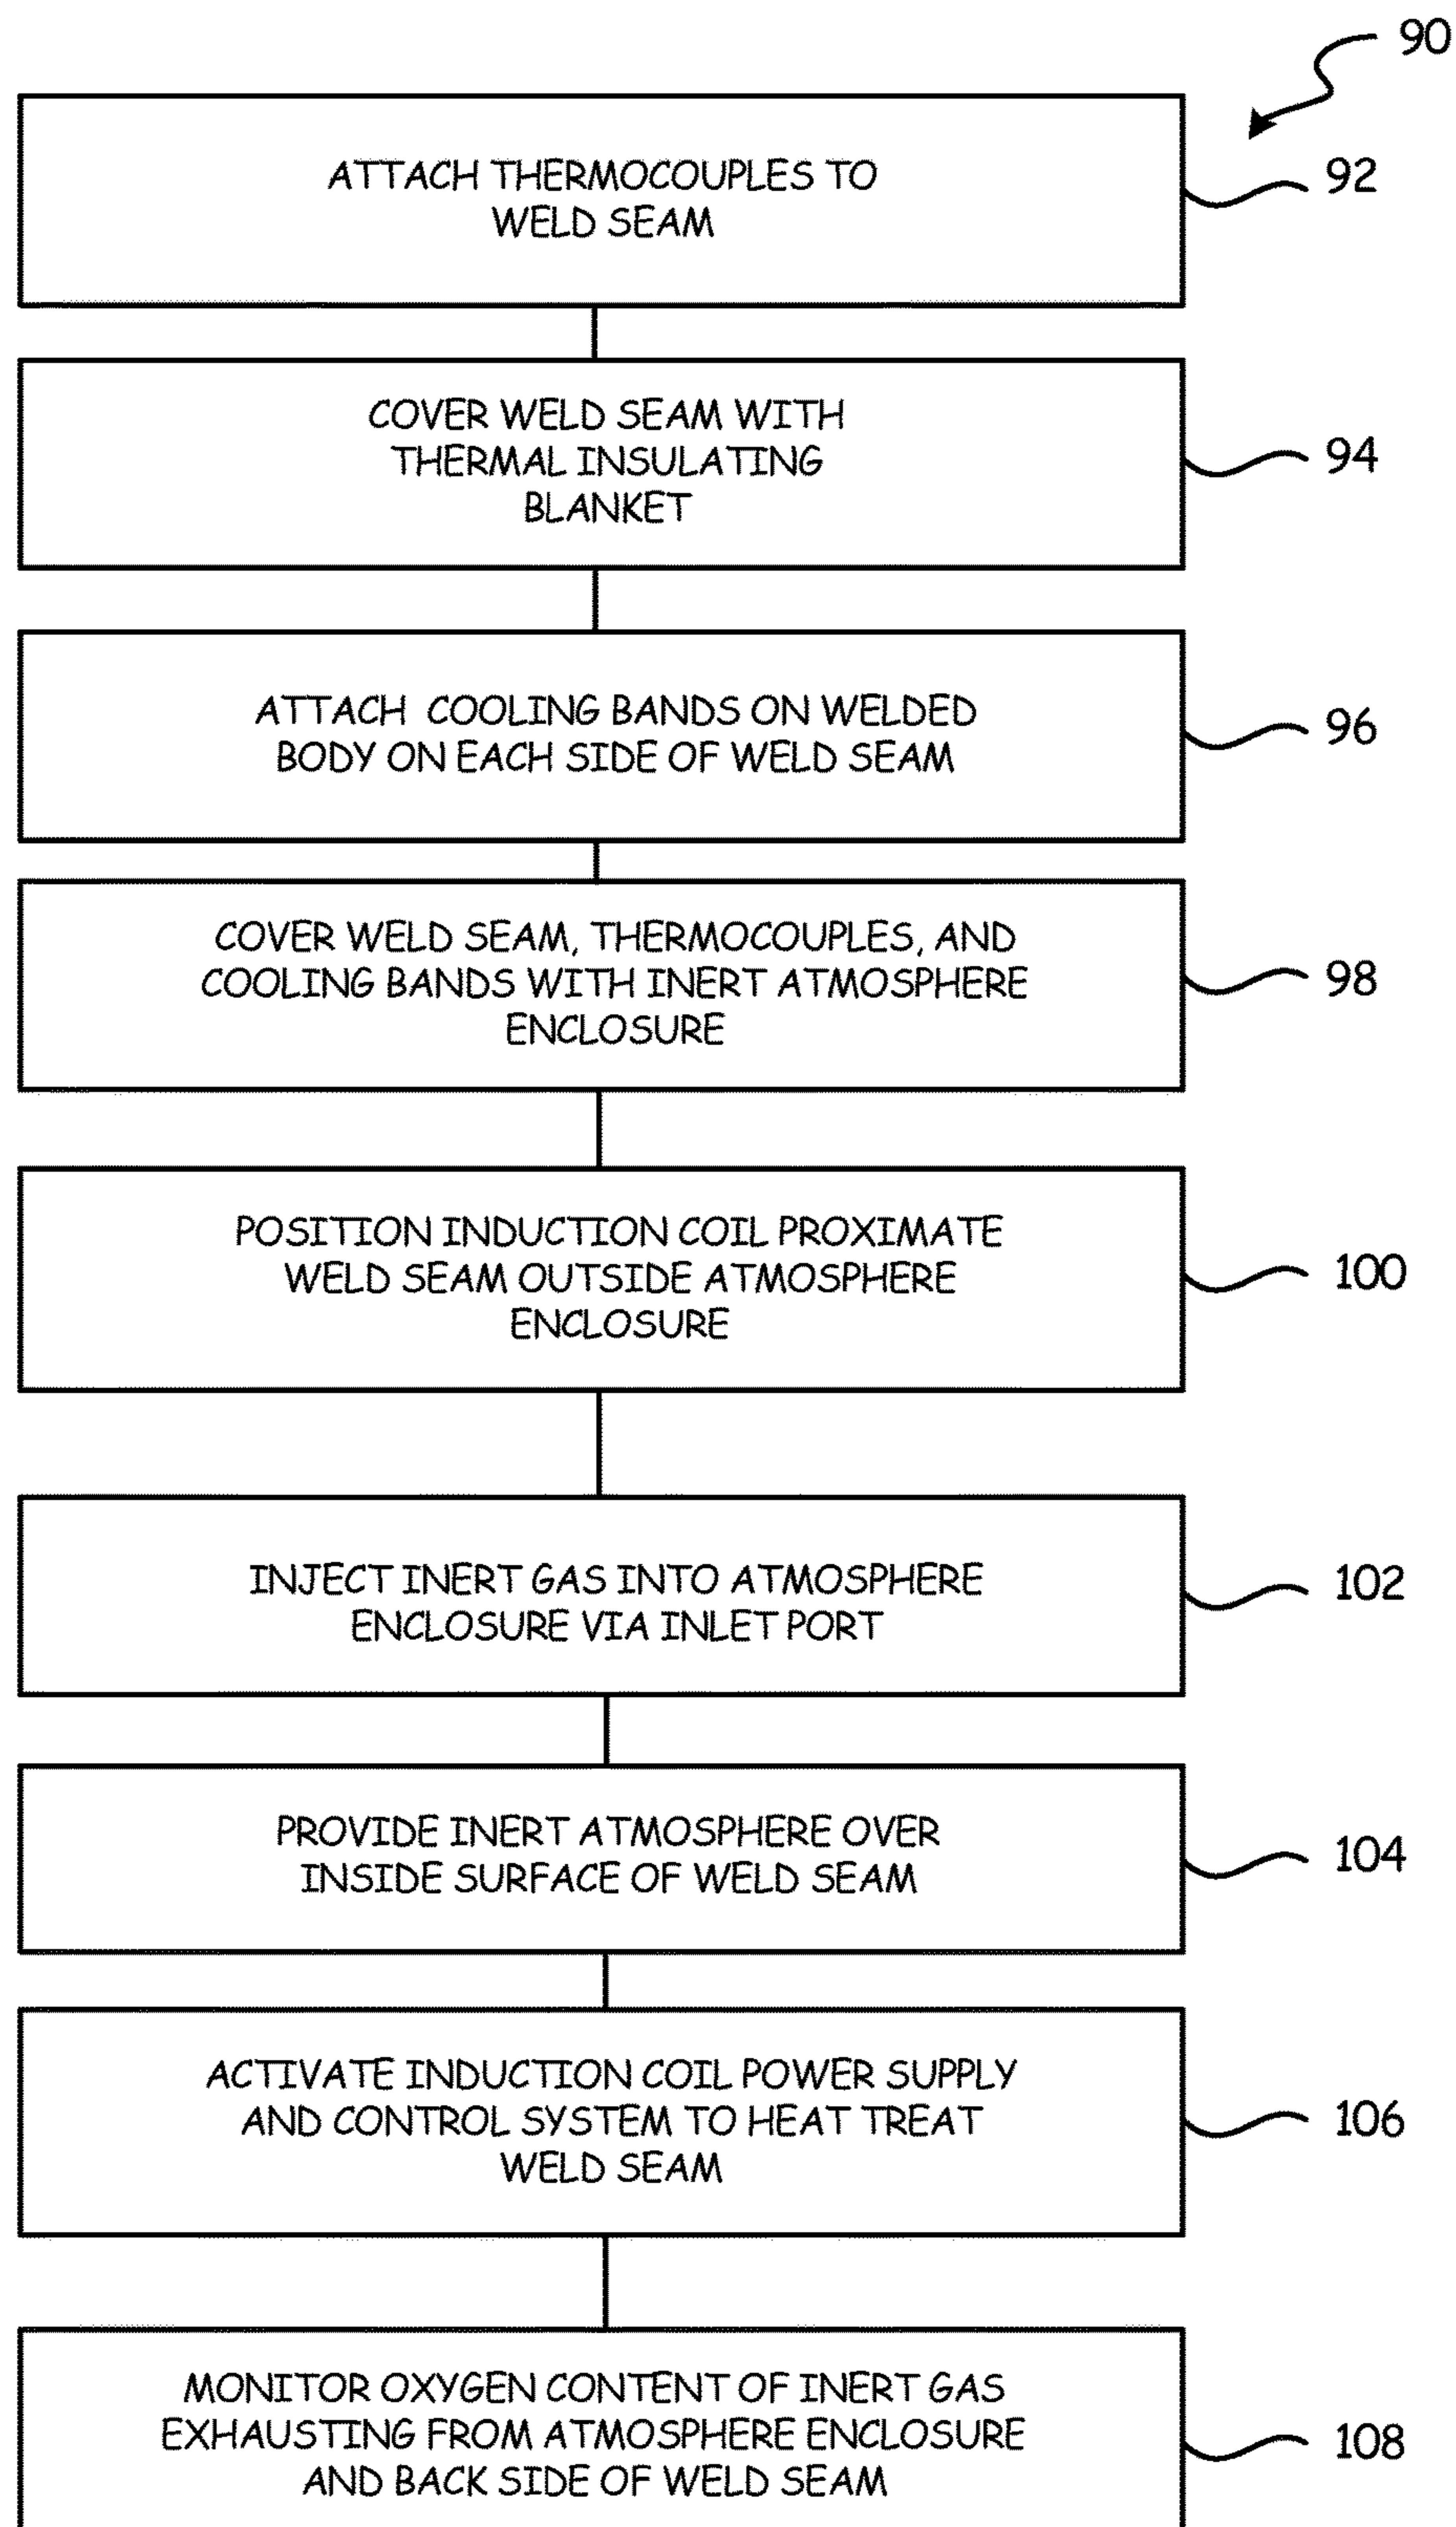 90
ATTACH THERMOCOUPLES TO
WELD SEAM
92
COVER WELD SEAM WITH
THERMAL INSULATING
BLANKET
94
ATTACH COOLING BANDS ON WELDED
BODY ON EACH SIDE OF WELD SEAM
96
COVER WELD SEAM, THERMOCOUPLES, AND
COOLING BANDS WITH INERT ATMOSPHERE
ENCLOSURE
98
POSITION INDUCTION COIL PROXIMATE
WELD SEAM OUTSIDE ATMOSPHERE
ENCLOSURE
100
INJECT INERT GAS INTO ATMOSPHERE
ENCLOSURE VIA INLET PORT
102
PROVIDE INERT ATMOSPHERE OVER
INSIDE SURFACE OF WELD SEAM
104
ACTIVATE INDUCTION COIL POWER SUPPLY
AND CONTROL SYSTEM TO HEAT TREAT
WELD SEAM
106
MONITOR OXYGEN CONTENT OF INERT GAS
EXHAUSTING FROM ATMOSPHERE ENCLOSURE
AND BACK SIDE OF WELD SEAM
108